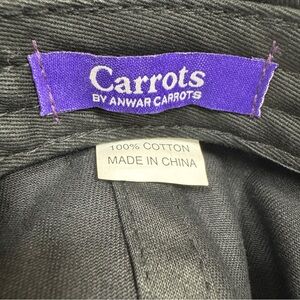 Carrots
BY ANWAR CARROTS
100% COTTON
MADE IN CHINA